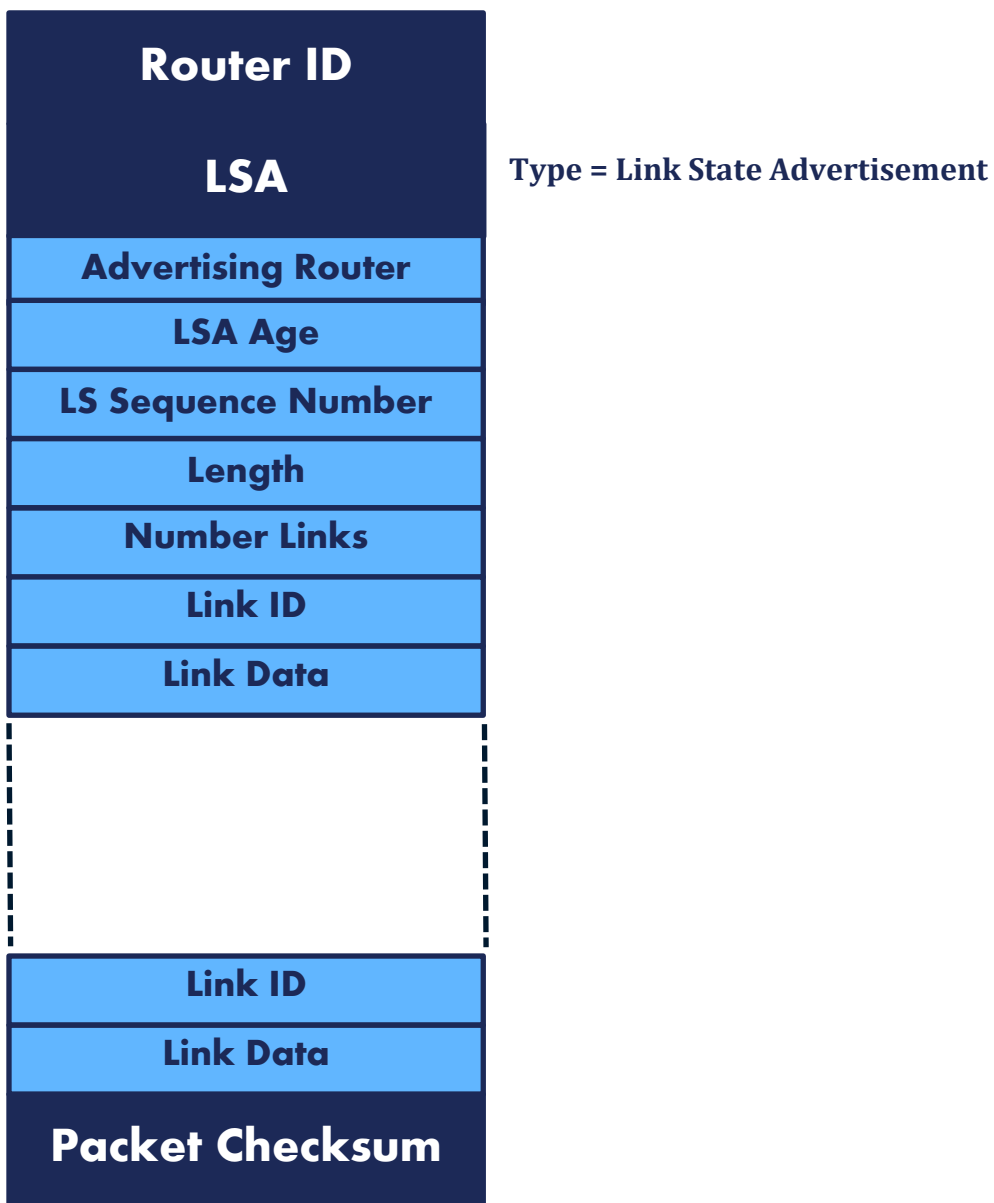 Router ID
LSA
Type = Link State Advertisement
Advertising Router
LSA Age
LS Sequence Number
Length
Number Links
Link ID
Link Data
Link ID
Link Data
Packet Checksum